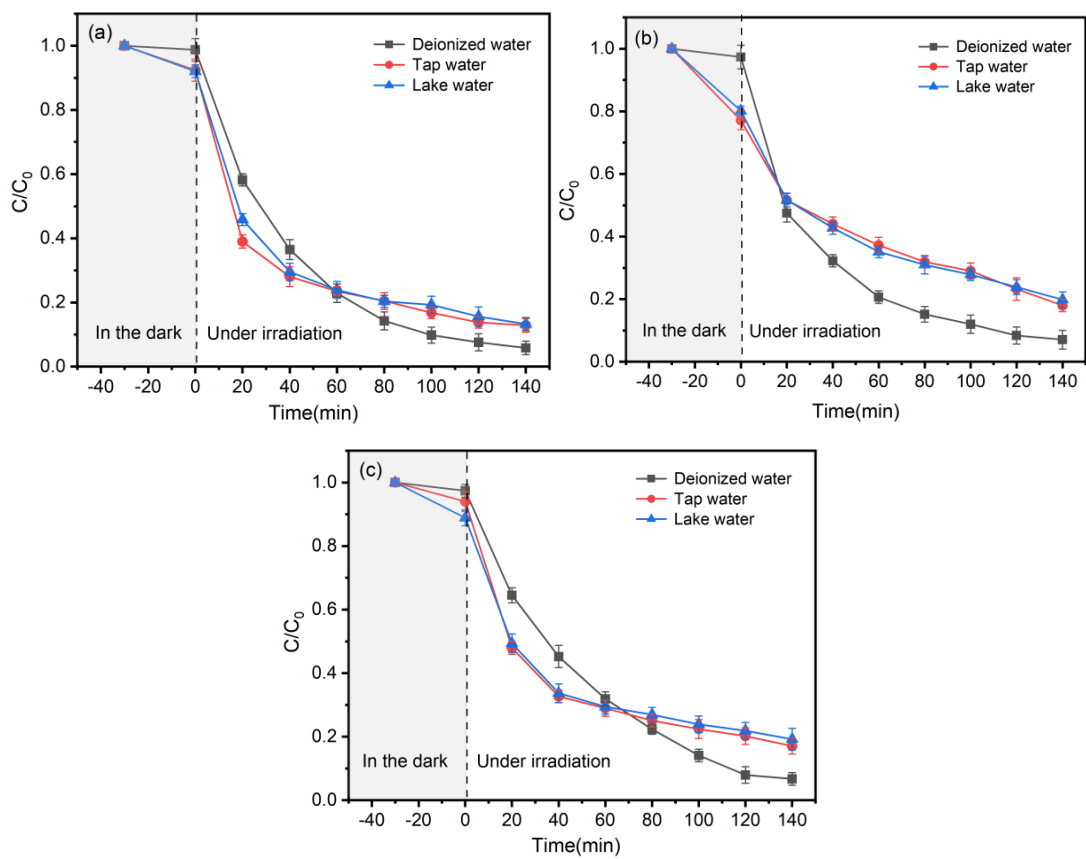 (a)
Deionized water
Tap water
Lake water
1.0
0.8
0.6
0.4
0.2
0.0
C/C0
In the dark
Under irradiation
-40 -20 0 20 40 60 80 100 120 140
Time(min)
(b)
Deionized water
Tap water
Lake water
1.0
0.8
0.6
0.4
0.2
0.0
C/C0
In the dark
Under irradiation
-40 -20 0 20 40 60 80 100 120 140
Time(min)
(c)
Deionized water
Tap water
Lake water
1.0
0.8
0.6
0.4
0.2
0.0
C/C0
In the dark
Under irradiation
-40 -20 0 20 40 60 80 100 120 140
Time(min)